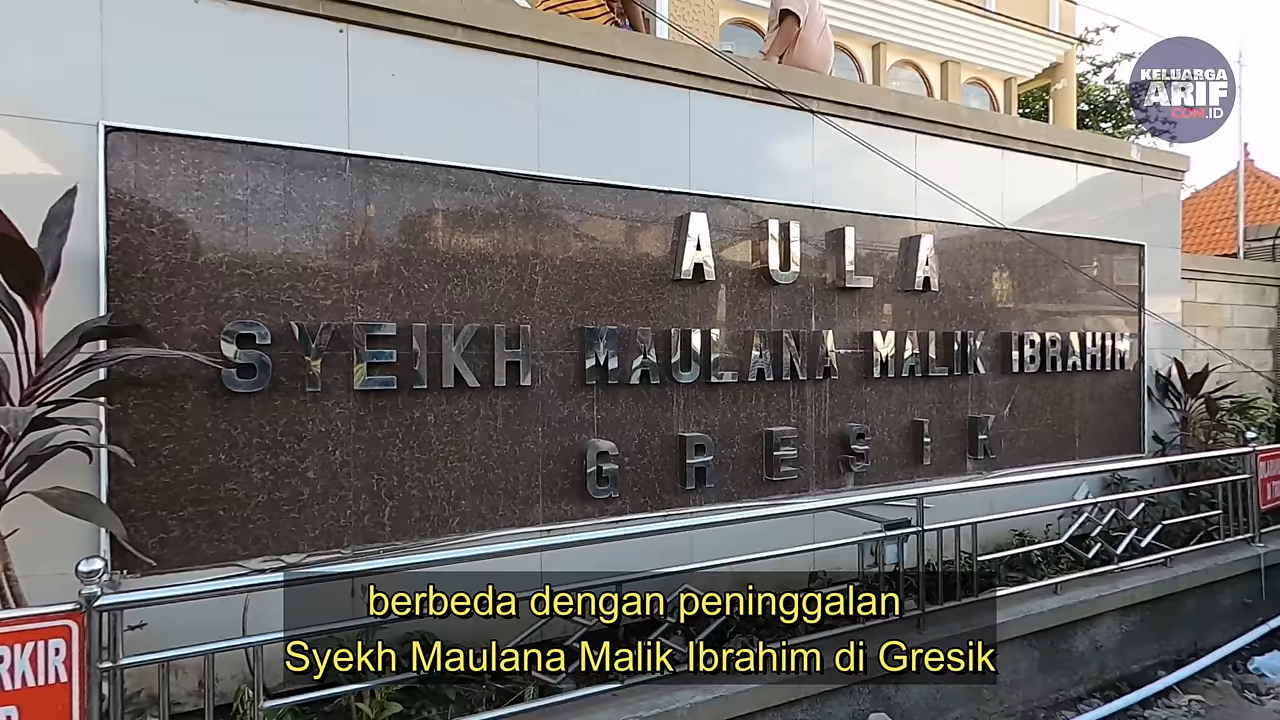 KELUARGA
ARIF
COM.ID
AULA
SYEIKH MAULANA MALIK IBRAHIM
GRESIK
RKIR
berbeda dengan peninggalan
Syekh Maulana Malik Ibrahim di Gresik